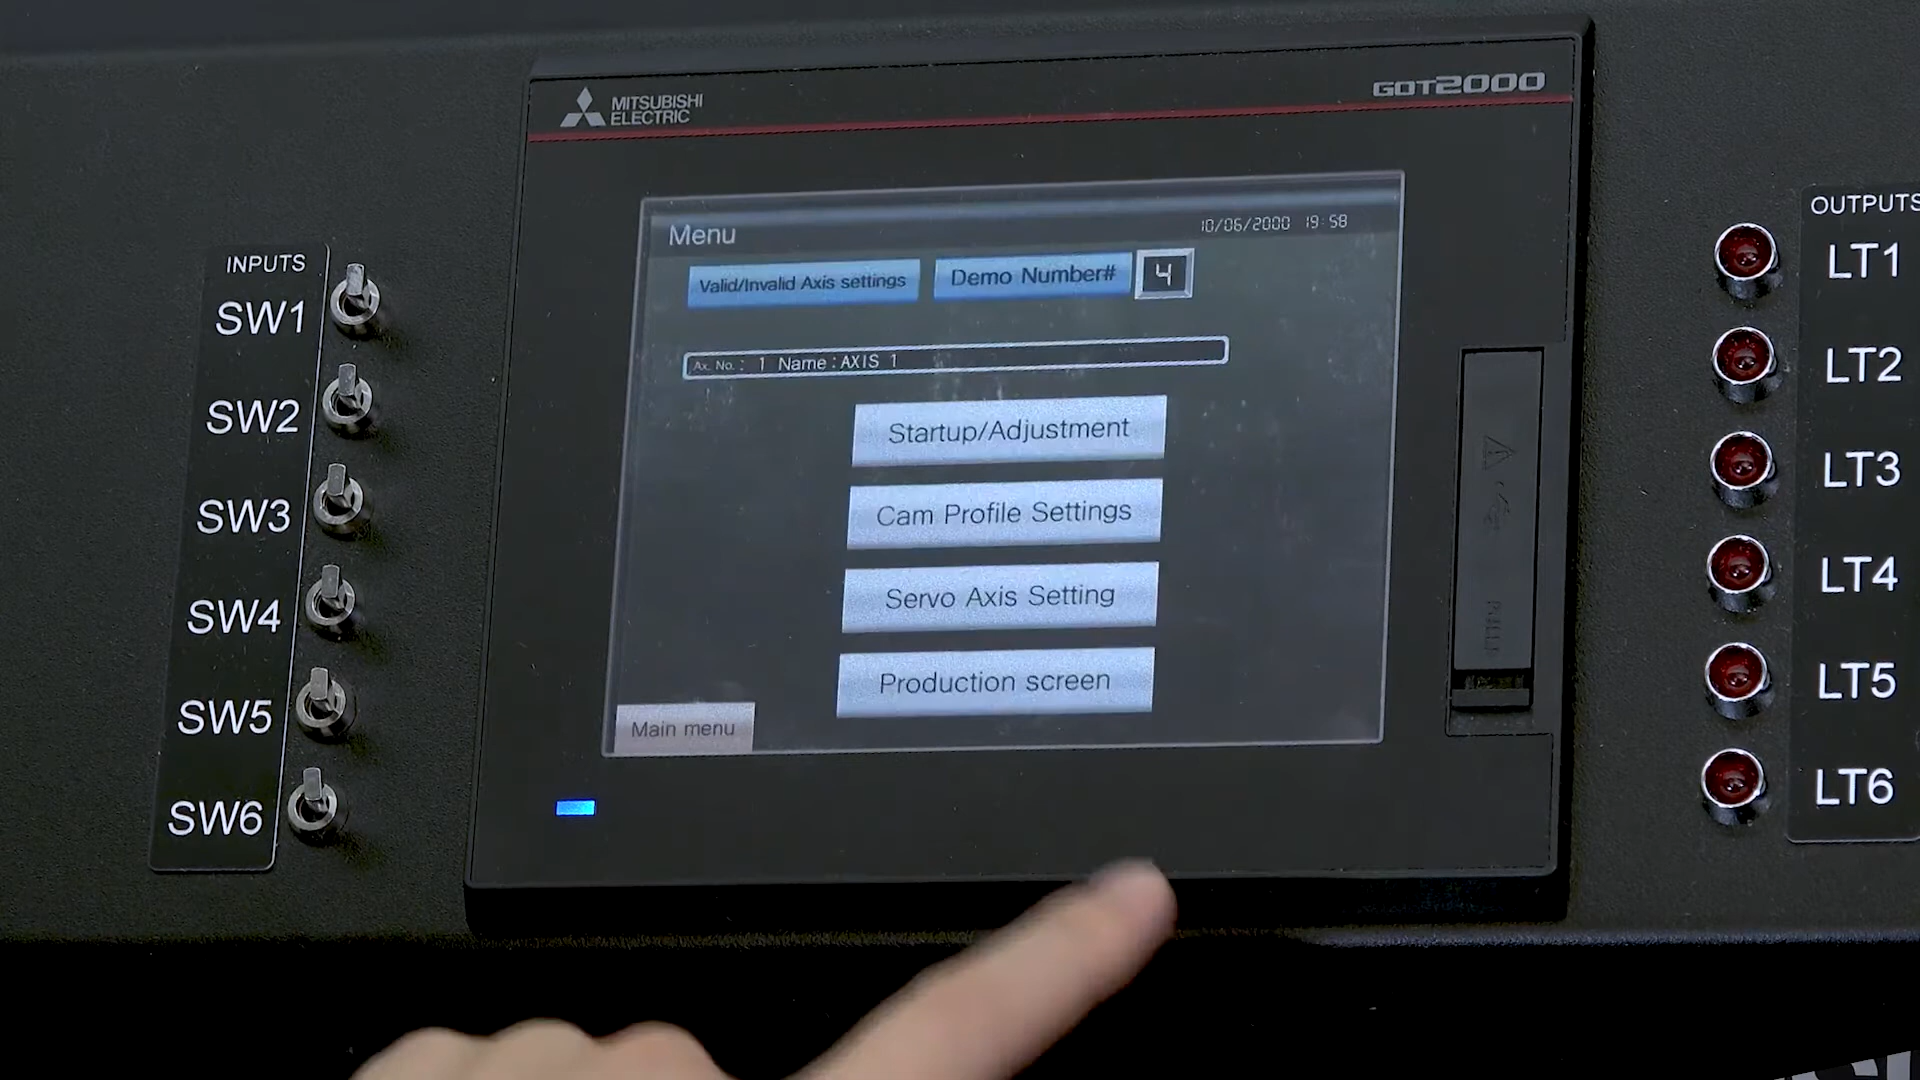 MITSUBISHI
ELECTRIC
GOT2000
Menu
10/06/2000 19:58
Valid/Invalid Axis settings
Demo Number#
4
Ax. No.: 1 Name:AXIS 1
Startup/Adjustment
Cam Profile Settings
Servo Axis Setting
Production screen
Main menu
INPUTS
SW1
SW2
SW3
SW4
SW5
SW6
OUTPUTS
LT1
LT2
LT3
LT4
LT5
LT6